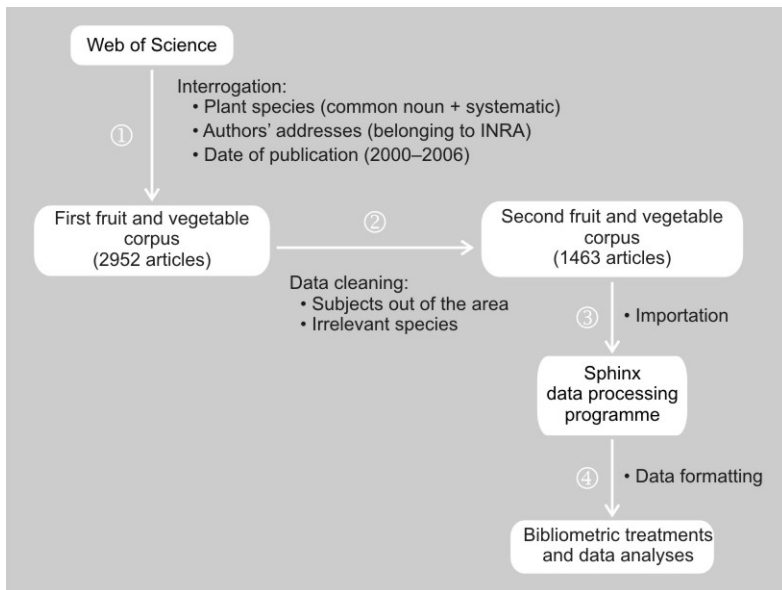 Web of Science
Interrogation:
• Plant species (common noun + systematic)
• Authors' addresses (belonging to INRA)
• Date of publication (2000–2006)
①
First fruit and vegetable
corpus
(2952 articles)
②
Data cleaning:
• Subjects out of the area
• Irrelevant species
Second fruit and vegetable
corpus
(1463 articles)
③
• Importation
Sphinx
data processing
programme
④
• Data formatting
Bibliometric treatments
and data analyses